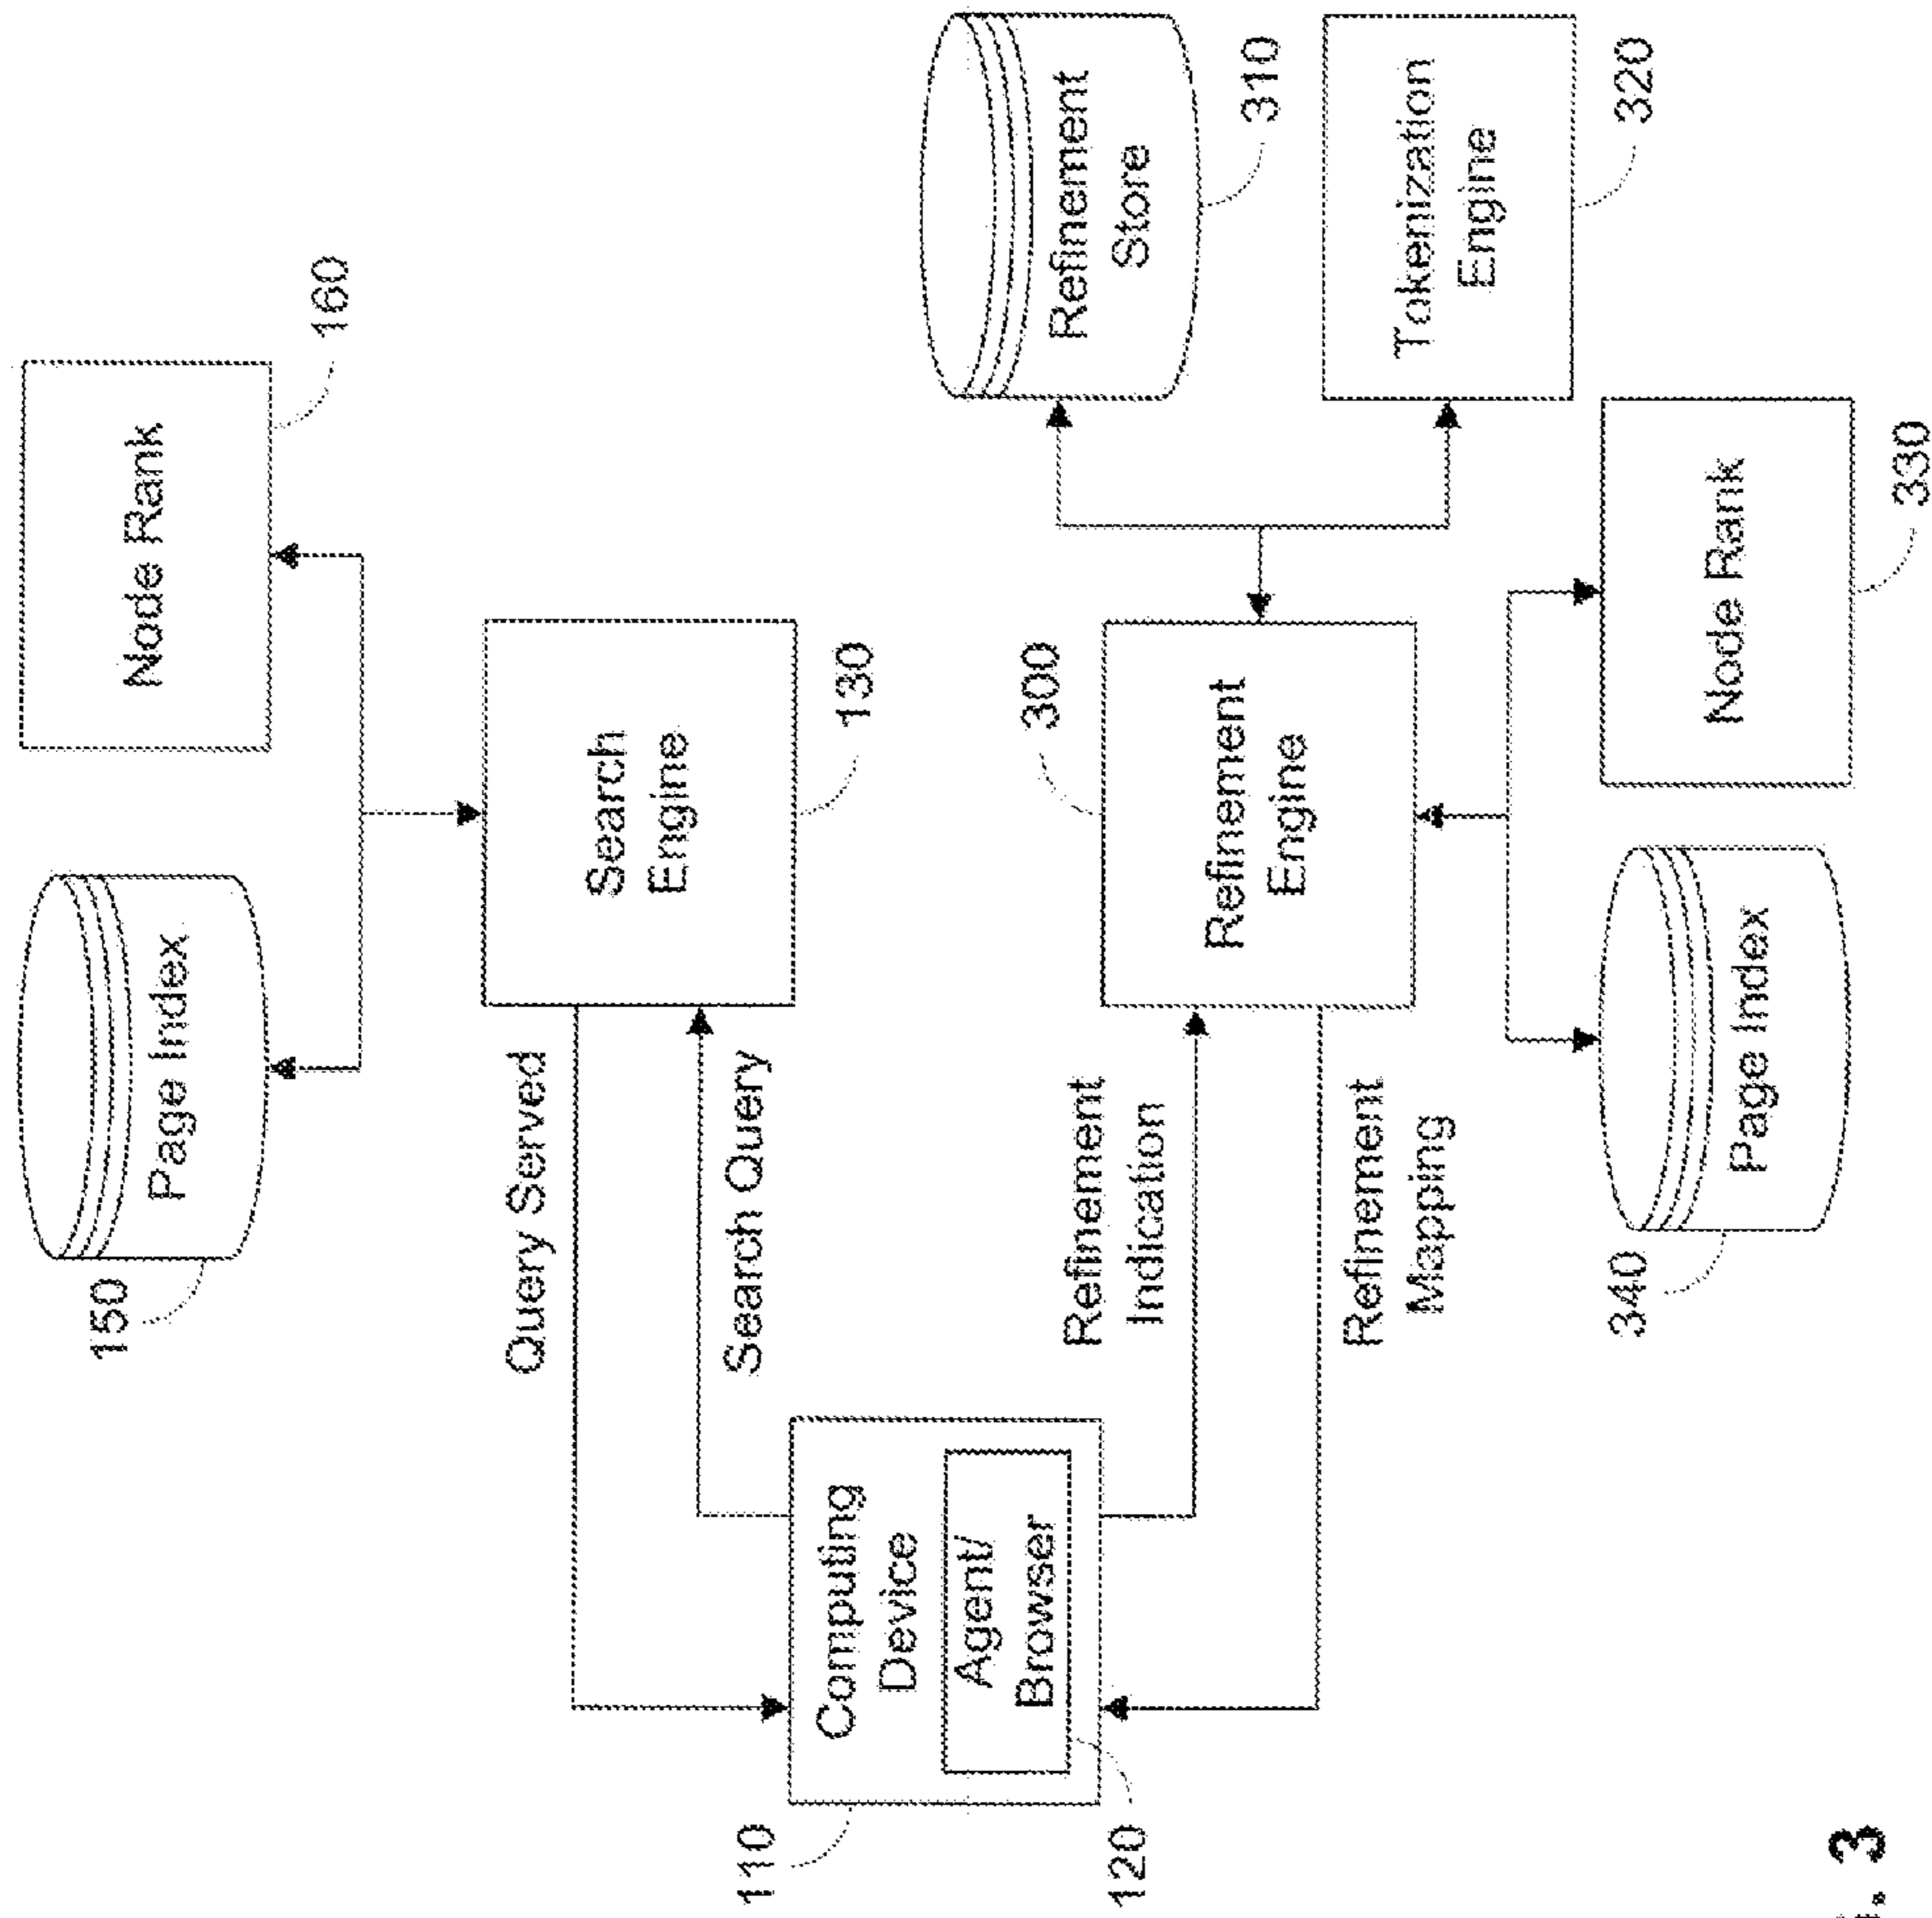 150
Page Index
Node Rank
160
Query Served
Search
Engine
130
Search Query
110
Computing
Device
Agent/
Browser
120
Refinement
Indication
300
Refinement
Engine
Refinement
Mapping
Refinement
Store
310
Tokenization
Engine
320
340
Page Index
Node Rank
330
3